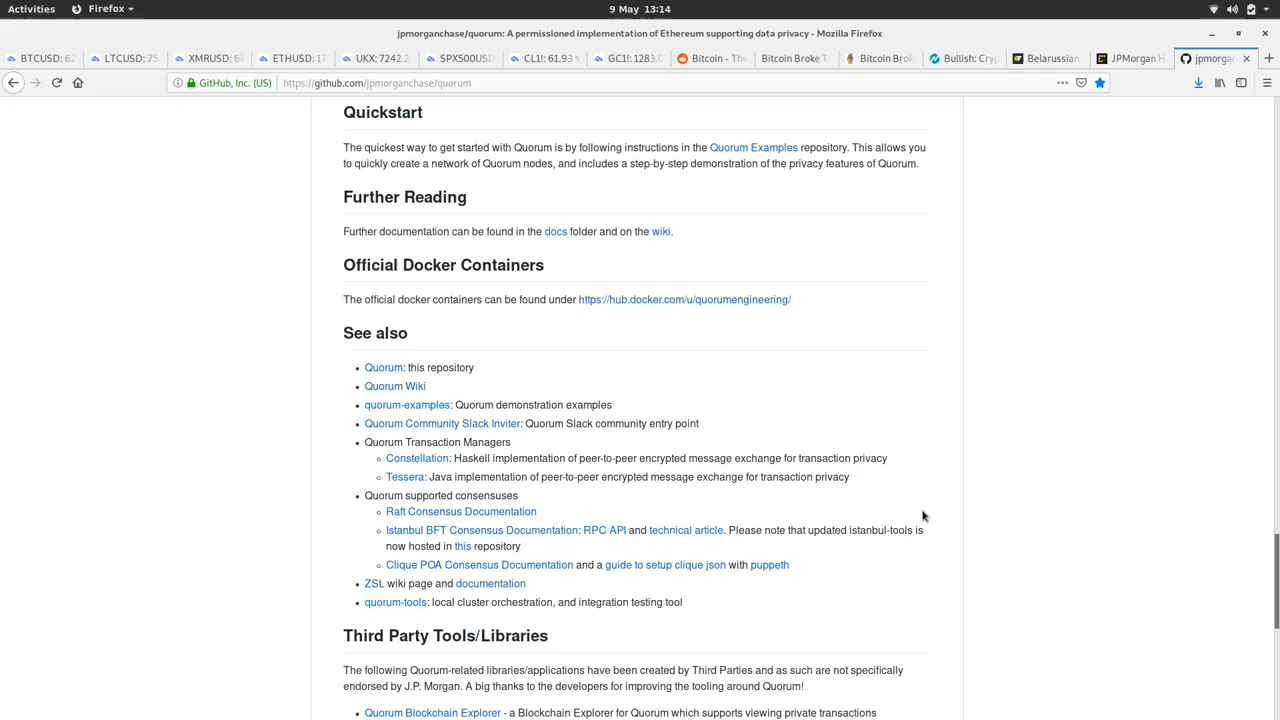 Activities Firefox 9 May 13:14
jpmorganchase/quorum: A permissioned implementation of Ethereum supporting data privacy - Mozilla Firefox
BTCUSD: 62 LTCUSD: 75. XMRUSD: 6 ETHUSD: 17 UKX: 7242.2 SPX500US CL1!: 61.93 GC1!: 1283. Bitcoin - The Bitcoin Broke T Bitcoin Brok Bullish: Cryp Belarussian JPMorgan H jpmorgan
GitHub, Inc. (US) https://github.com/jpmorganchase/quorum
Quickstart
The quickest way to get started with Quorum is by following instructions in the Quorum Examples repository. This allows you
to quickly create a network of Quorum nodes, and includes a step-by-step demonstration of the privacy features of Quorum.
Further Reading
Further documentation can be found in the docs folder and on the wiki.
Official Docker Containers
The official docker containers can be found under https://hub.docker.com/u/quorumengineering/
See also
• Quorum: this repository
• Quorum Wiki
• quorum-examples: Quorum demonstration examples
• Quorum Community Slack Inviter: Quorum Slack community entry point
• Quorum Transaction Managers
◦ Constellation: Haskell implementation of peer-to-peer encrypted message exchange for transaction privacy
◦ Tessera: Java implementation of peer-to-peer encrypted message exchange for transaction privacy
• Quorum supported consensuses
◦ Raft Consensus Documentation
◦ Istanbul BFT Consensus Documentation: RPC API and technical article. Please note that updated istanbul-tools is
now hosted in this repository
◦ Clique POA Consensus Documentation and a guide to setup clique json with puppeth
• ZSL wiki page and documentation
• quorum-tools: local cluster orchestration, and integration testing tool
Third Party Tools/Libraries
The following Quorum-related libraries/applications have been created by Third Parties and as such are not specifically
endorsed by J.P. Morgan. A big thanks to the developers for improving the tooling around Quorum!
• Quorum Blockchain Explorer - a Blockchain Explorer for Quorum which supports viewing private transactions